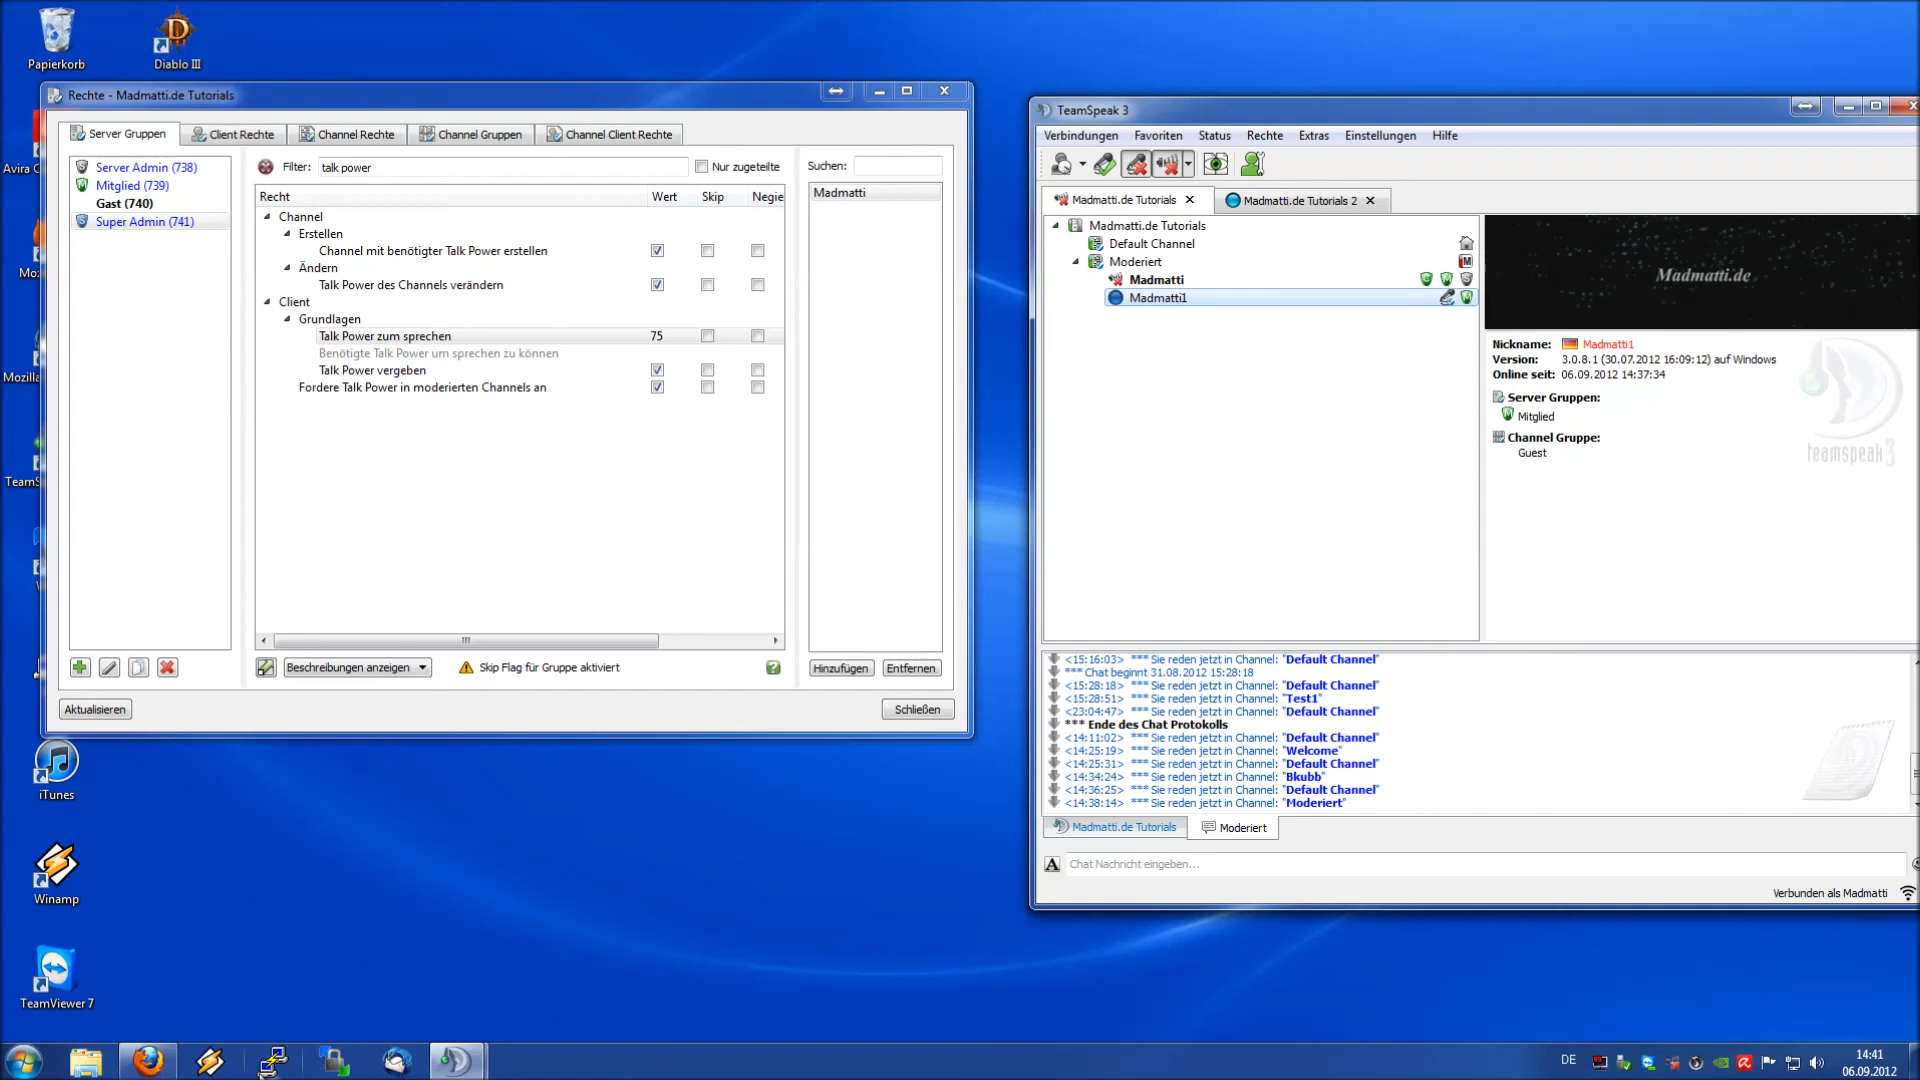 Papierkorb
Diablo III
Avira
Rechte - Madmatti.de Tutorials
Server Gruppen
Client Rechte
Channel Rechte
Channel Gruppen
Channel Client Rechte
Server Admin (738)
Mitglied (739)
Gast (740)
Super Admin (741)
Filter: talk power
Nur zugeteilte
Recht Wert Skip Negie
Channel
Erstellen
Channel mit benötigter Talk Power erstellen
Ändern
Talk Power des Channels verändern
Client
Grundlagen
Talk Power zum sprechen 75
Benötigte Talk Power um sprechen zu können
Talk Power vergeben
Fordere Talk Power in moderierten Channels an
Suchen:
Madmatti
Beschreibungen anzeigen
Skip Flag für Gruppe aktiviert
Hinzufügen
Entfernen
Aktualisieren
Schließen
iTunes
Winamp
TeamViewer 7
TeamSpeak 3
Verbindungen Favoriten Status Rechte Extras Einstellungen Hilfe
Madmatti.de Tutorials
Madmatti.de Tutorials 2
Madmatti.de Tutorials
Default Channel
Moderiert
Madmatti
Madmatti1
Madmatti.de
Nickname: Madmatti1
Version: 3.0.8.1 (30.07.2012 16:09:12) auf Windows
Online seit: 06.09.2012 14:37:34
Server Gruppen:
Mitglied
Channel Gruppe:
Guest
teamspeak3
<15:16:03> *** Sie reden jetzt in Channel: "Default Channel"
*** Chat beginnt 31.08.2012 15:28:18
<15:28:18> *** Sie reden jetzt in Channel: "Default Channel"
<15:28:51> *** Sie reden jetzt in Channel: "Test1"
<23:04:47> *** Sie reden jetzt in Channel: "Default Channel"
*** Ende des Chat Protokolls
<14:11:02> *** Sie reden jetzt in Channel: "Default Channel"
<14:25:19> *** Sie reden jetzt in Channel: "Welcome"
<14:25:31> *** Sie reden jetzt in Channel: "Default Channel"
<14:34:24> *** Sie reden jetzt in Channel: "Bkubb"
<14:36:25> *** Sie reden jetzt in Channel: "Default Channel"
<14:38:14> *** Sie reden jetzt in Channel: "Moderiert"
Madmatti.de Tutorials
Moderiert
Chat Nachricht eingeben...
Verbunden als Madmatti
DE
14:41
06.09.2012